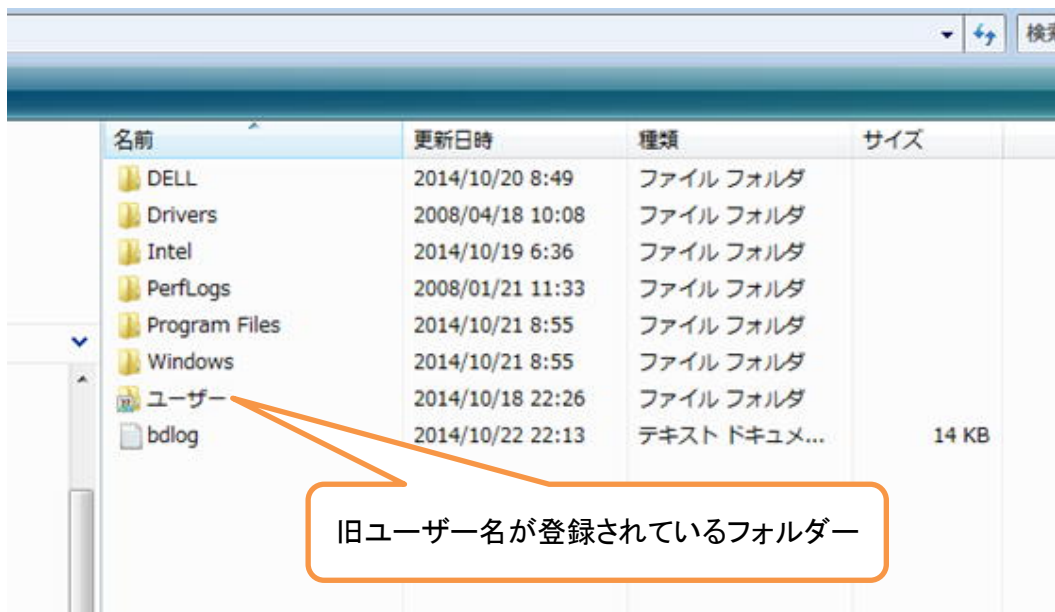 検索
名前 更新日時 種類 サイズ
DELL 2014/10/20 8:49 ファイル フォルダ
Drivers 2008/04/18 10:08 ファイル フォルダ
Intel 2014/10/19 6:36 ファイル フォルダ
PerfLogs 2008/01/21 11:33 ファイル フォルダ
Program Files 2014/10/21 8:55 ファイル フォルダ
Windows 2014/10/21 8:55 ファイル フォルダ
ユーザー 2014/10/18 22:26 ファイル フォルダ
bdlog 2014/10/22 22:13 テキスト ドキュメ... 14 KB
旧ユーザー名が登録されているフォルダー